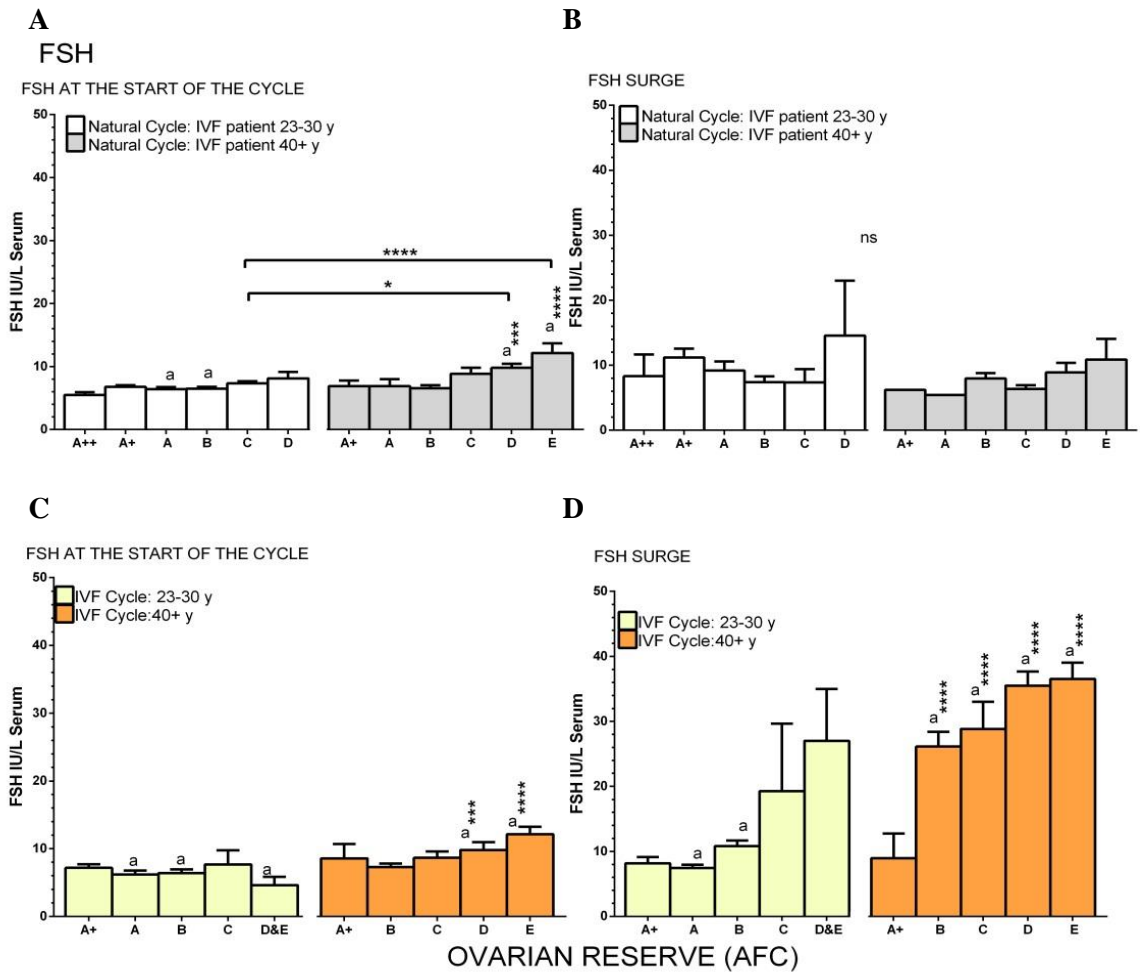 A
FSH
FSH AT THE START OF THE CYCLE
Natural Cycle: IVF patient 23-30 y
Natural Cycle: IVF patient 40+ y
FSH IU/L Serum
50
40
30
20
10
0
****
*
a
a
a
***
a
****
A++ A+ A B C D
A+ A B C D E
B
FSH SURGE
Natural Cycle: IVF patient 23-30 y
Natural Cycle: IVF patient 40+ y
FSH IU/L Serum
50
40
30
20
10
0
ns
A++ A+ A B C D
A+ A B C D E
C
FSH AT THE START OF THE CYCLE
IVF Cycle: 23-30 y
IVF Cycle:40+ y
FSH IU/L Serum
50
40
30
20
10
0
a
a
a
a
***
a
****
A+ A B C D&E
A+ B C D E
D
FSH SURGE
IVF Cycle: 23-30 y
IVF Cycle:40+ y
FSH IU/L Serum
50
40
30
20
10
0
a
a
a
****
a
****
a
****
a
****
A+ A B C D&E
A+ B C D E
OVARIAN RESERVE (AFC)